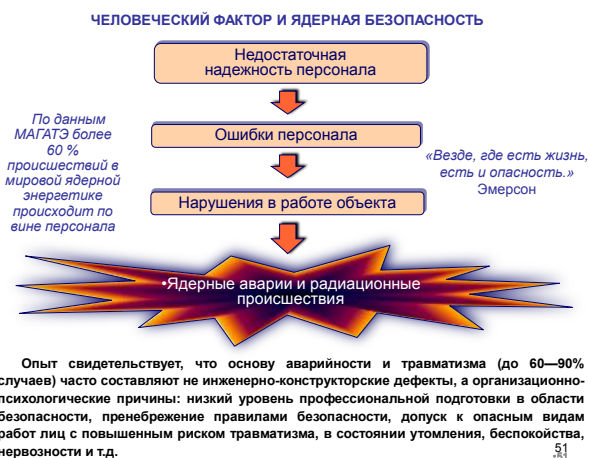 ЧЕЛОВЕЧЕСКИЙ ФАКТОР И ЯДЕРНАЯ БЕЗОПАСНОСТЬ
Недостаточная
надежность персонала
Ошибки персонала
По данным
МАГАТЭ более
60 %
происшествий в
мировой ядерной
энергетике
происходит по
вине персонала
«Везде, где есть жизнь,
есть и опасность.»
Эмерсон
Нарушения в работе объекта
•Ядерные аварии и радиационные
происшествия
Опыт свидетельствует, что основу аварийности и травматизма (до 60—90%
случаев) часто составляют не инженерно-конструкторские дефекты, а организационно-
психологические причины: низкий уровень профессиональной подготовки в области
безопасности, пренебрежение правилами безопасности, допуск к опасным видам
работ лиц с повышенным риском травматизма, в состоянии утомления, беспокойства,
нервозности и т.д.
51
•51